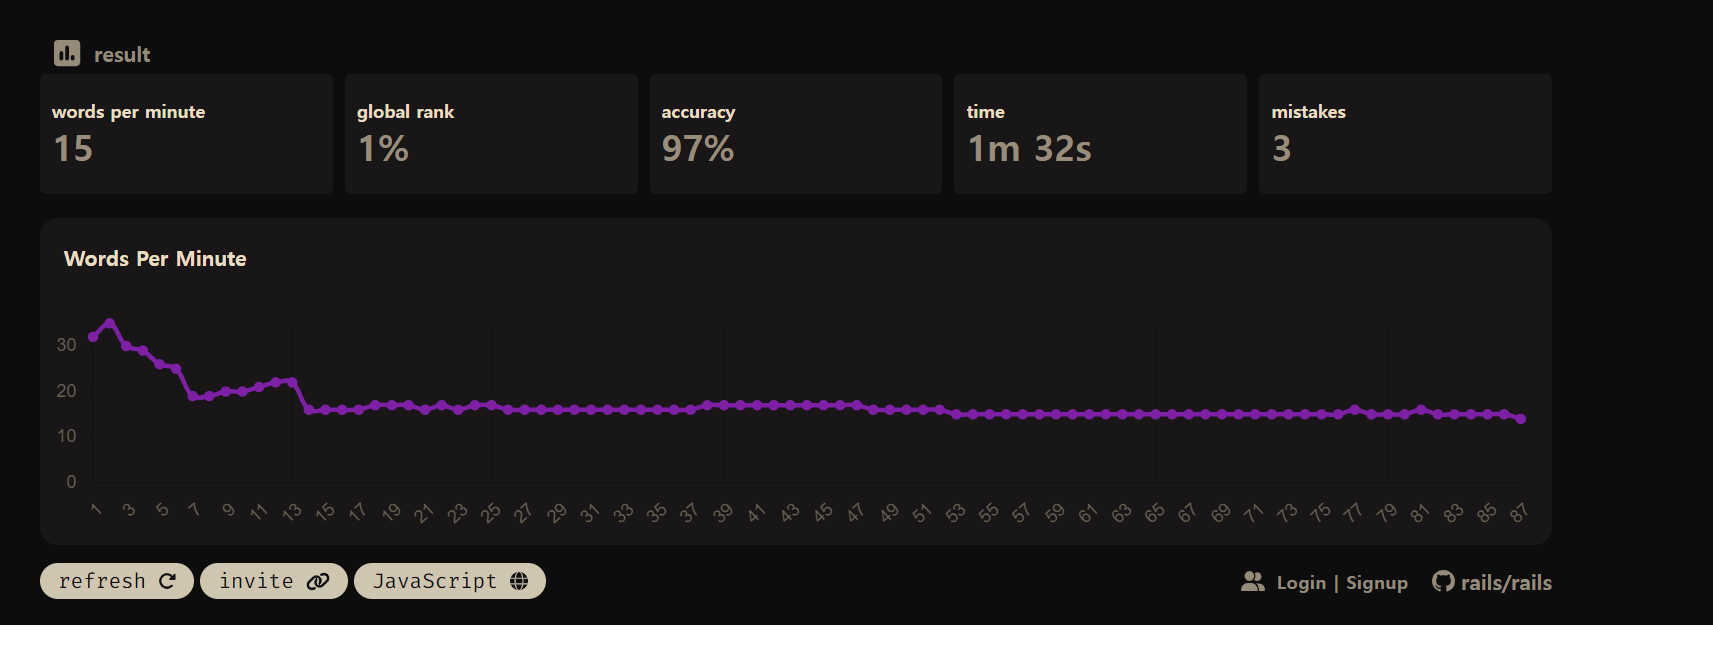 result
words per minute
15
global rank
1%
accuracy
97%
time
1m 32s
mistakes
3
Words Per Minute
30
20
10
0
1 3 5 7 9 11 13 15 17 19 21 23 25 27 29 31 33 35 37 39 41 43 45 47 49 51 53 55 57 59 61 63 65 67 69 71 73 75 77 79 81 83 85 87
refresh invite JavaScript Login | Signup rails/rails